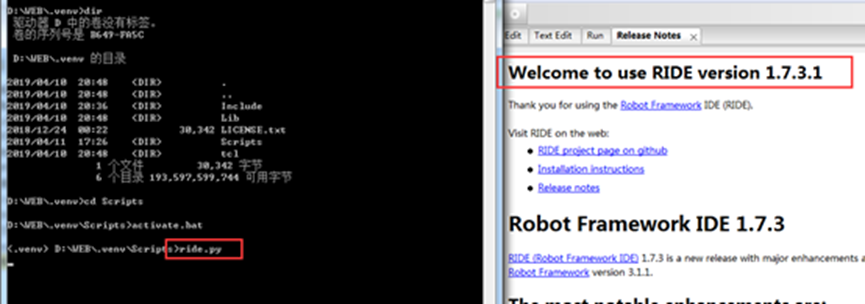 D:\WEB\.venv>dir
驱动器 D 中的卷没有标签。
卷的序列号是 B649-FA5C
D:\WEB\.venv 的目录
2019/04/10 20:48 <DIR> .
2019/04/10 20:48 <DIR> ..
2019/04/10 20:36 <DIR> Include
2019/04/10 20:48 <DIR> Lib
2018/12/24 00:22 30,342 LICENSE.txt
2019/04/11 17:26 <DIR> Scripts
2019/04/10 20:48 <DIR> tcl
1 个文件 30,342 字节
6 个目录 193,597,599,744 可用字节
D:\WEB\.venv>cd Scripts
D:\WEB\.venv\Scripts>activate.bat
(.venv) D:\WEB\.venv\Scripts>ride.py
Edit Text Edit Run Release Notes
Welcome to use RIDE version 1.7.3.1
Thank you for using the Robot Framework IDE (RIDE).
Visit RIDE on the web:
RIDE project page on github
Installation instructions
Release notes
Robot Framework IDE 1.7.3
RIDE (Robot Framework IDE) 1.7.3 is a new release with major enhancements a
Robot Framework version 3.1.1.
The most notable enhancements are: